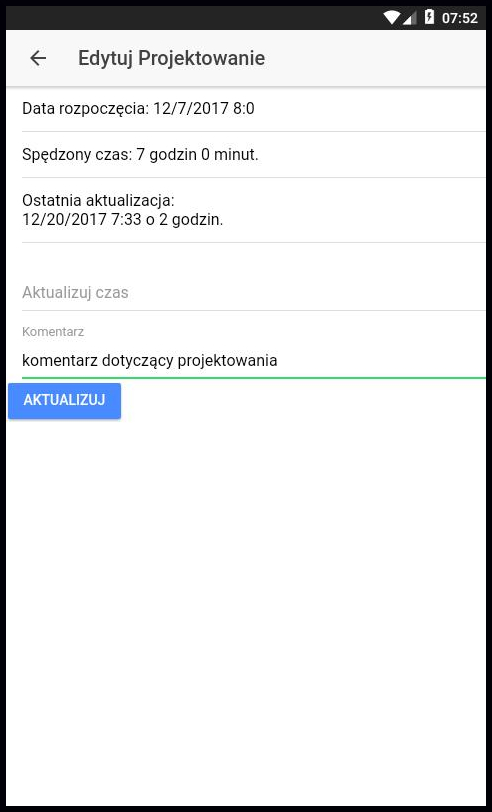 07:52
Edytuj Projektowanie
Data rozpoczęcia: 12/7/2017 8:0
Spędzony czas: 7 godzin 0 minut.
Ostatnia aktualizacja:
12/20/2017 7:33 o 2 godzin.
Aktualizuj czas
Komentarz
komentarz dotyczący projektowania
AKTUALIZUJ